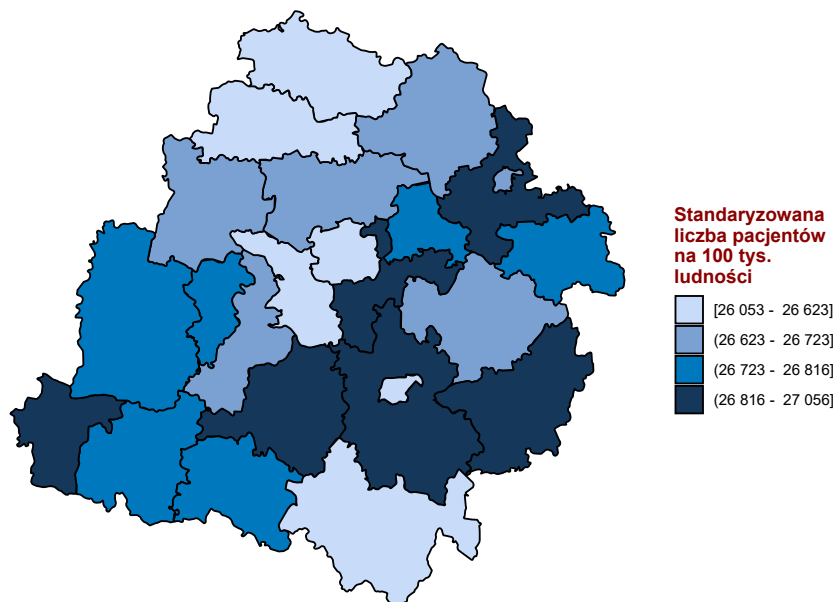 Standaryzowana
liczba pacjentów
na 100 tys.
ludności
[26 053 - 26 623]
(26 623 - 26 723]
(26 723 - 26 816]
(26 816 - 27 056]